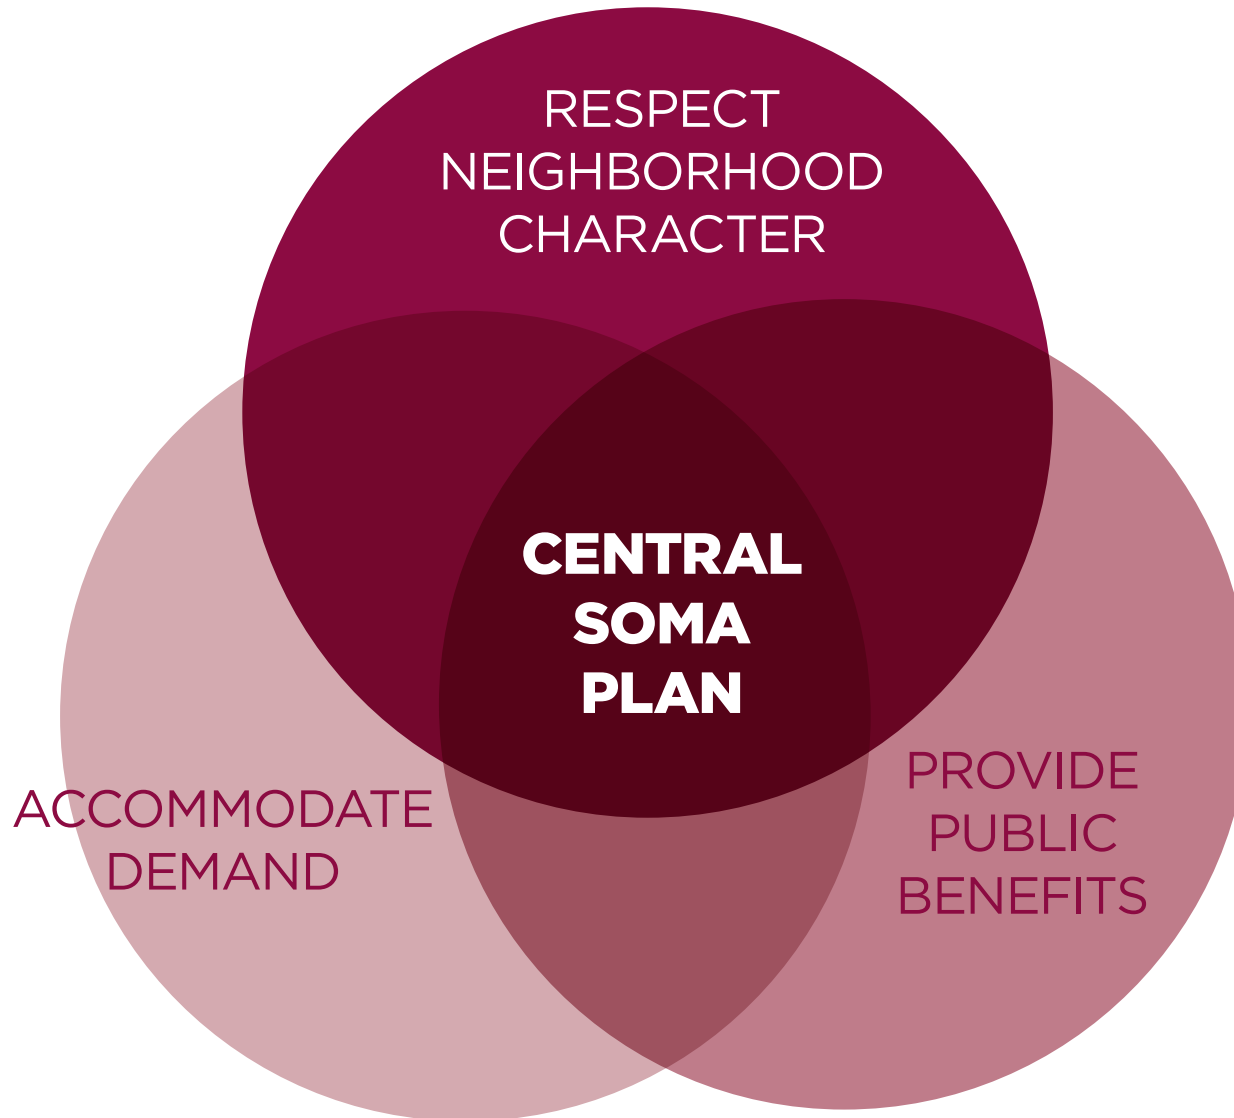 RESPECT
NEIGHBORHOOD
CHARACTER
CENTRAL
SOMA
PLAN
ACCOMMODATE
DEMAND
PROVIDE
PUBLIC
BENEFITS